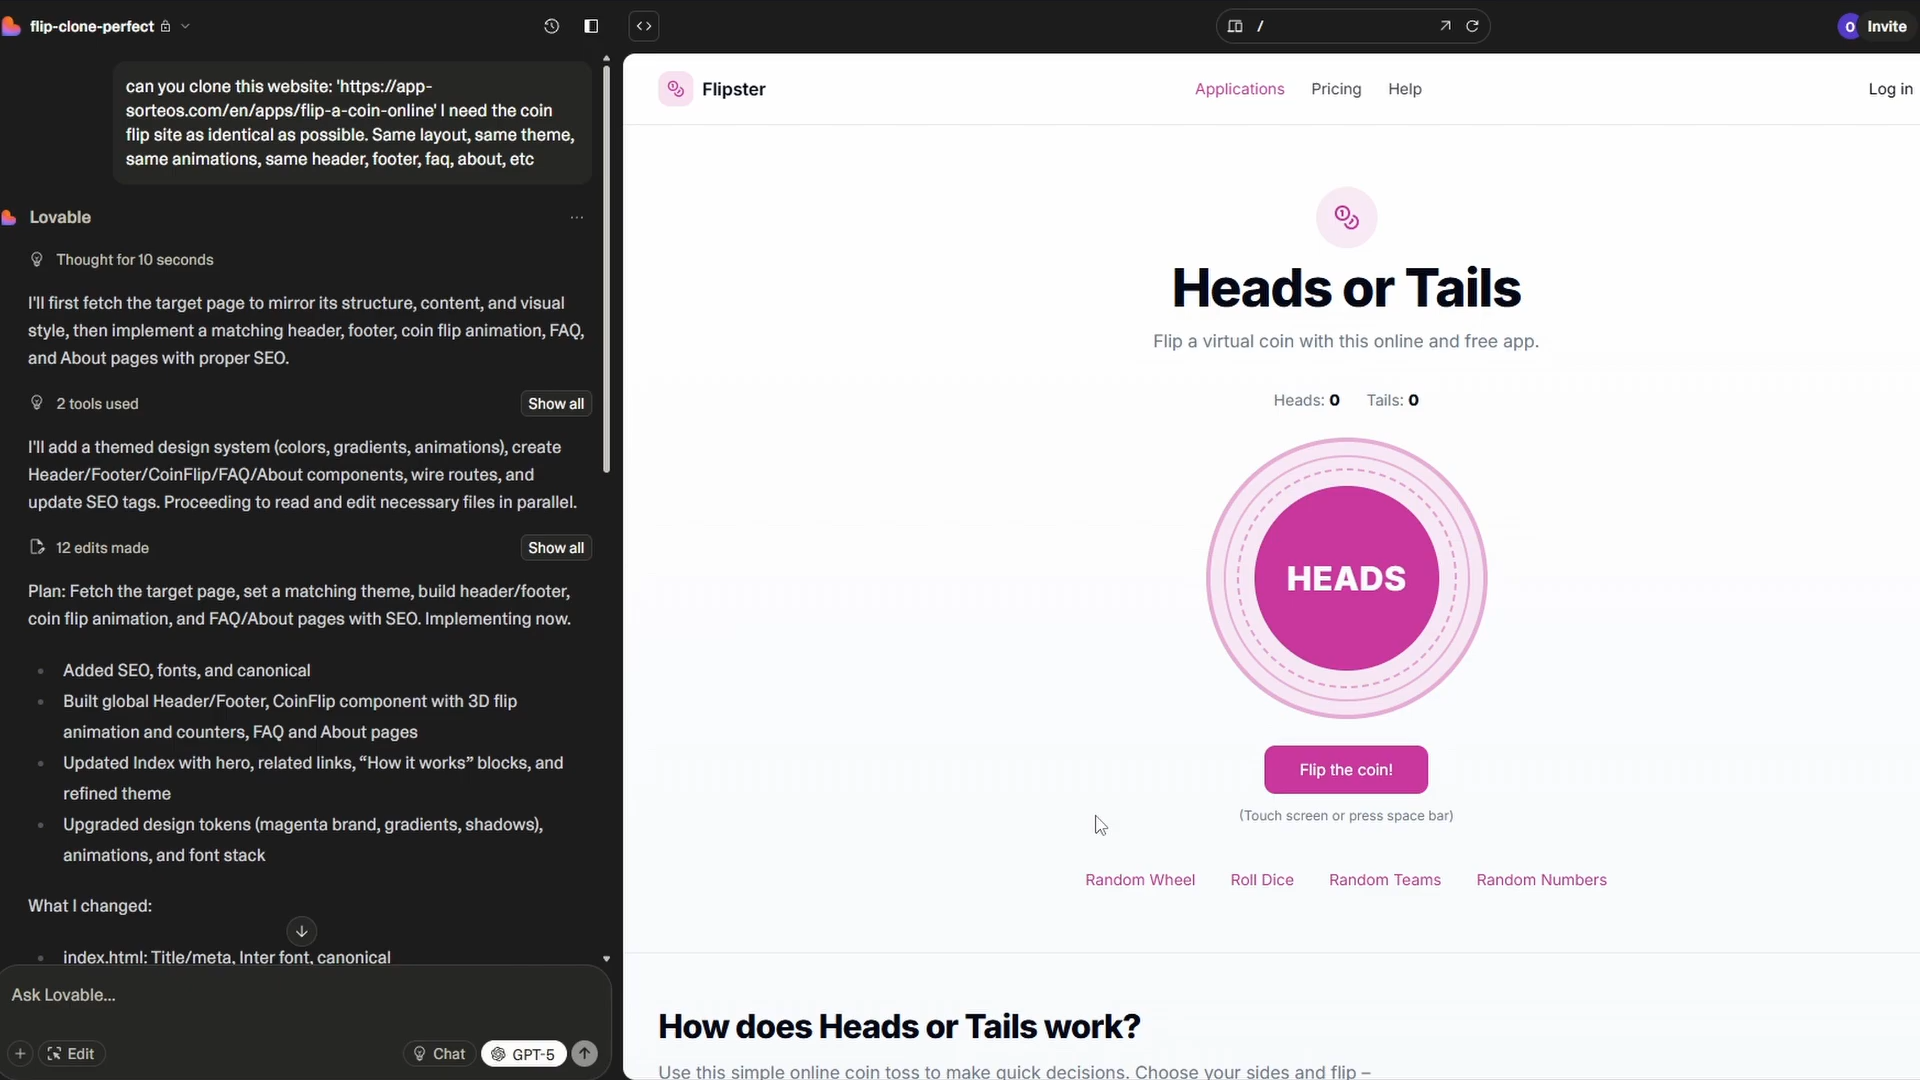 flip-clone-perfect
/
O
Invite
can you clone this website: 'https://app-
sorteos.com/en/apps/flip-a-coin-online' I need the coin
flip site as identical as possible. Same layout, same theme,
same animations, same header, footer, faq, about, etc
Lovable
Thought for 10 seconds
I'll first fetch the target page to mirror its structure, content, and visual
style, then implement a matching header, footer, coin flip animation, FAQ,
and About pages with proper SEO.
2 tools used
Show all
I'll add a themed design system (colors, gradients, animations), create
Header/Footer/CoinFlip/FAQ/About components, wire routes, and
update SEO tags. Proceeding to read and edit necessary files in parallel.
12 edits made
Show all
Plan: Fetch the target page, set a matching theme, build header/footer,
coin flip animation, and FAQ/About pages with SEO. Implementing now.
Added SEO, fonts, and canonical
Built global Header/Footer, CoinFlip component with 3D flip
animation and counters, FAQ and About pages
Updated Index with hero, related links, “How it works” blocks, and
refined theme
Upgraded design tokens (magenta brand, gradients, shadows),
animations, and font stack
What I changed:
index.html: Title/meta, Inter font, canonical
Ask Lovable...
Edit
Chat
GPT-5
Flipster
Applications
Pricing
Help
Log in
Heads or Tails
Flip a virtual coin with this online and free app.
Heads: 0 Tails: 0
HEADS
Flip the coin!
(Touch screen or press space bar)
Random Wheel
Roll Dice
Random Teams
Random Numbers
How does Heads or Tails work?
Use this simple online coin toss to make quick decisions. Choose your sides and flip –